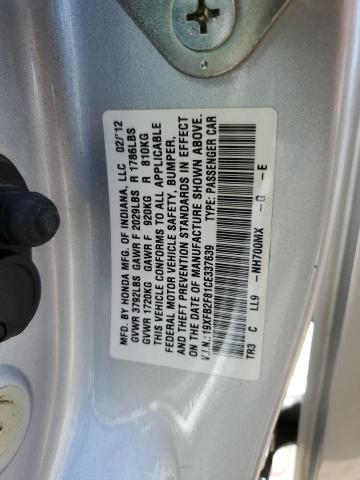 MFD. BY HONDA MFG. OF INDIANA, LLC 02/'12
GVWR 3792LBS GAWR F 2029LBS R 1786LBS
GVWR 1720KG GAWR F 920KG R 810KG
THIS VEHICLE CONFORMS TO ALL APPLICABLE
FEDERAL MOTOR VEHICLE SAFETY, BUMPER,
AND THEFT PREVENTION STANDARDS IN EFFECT
ON THE DATE OF MANUFACTURE SHOWN ABOVE.
V.I.N.:19XFB2F81CE337639 TYPE:PASSENGER CAR
TR3 C LL9 -NH700MX -G -E